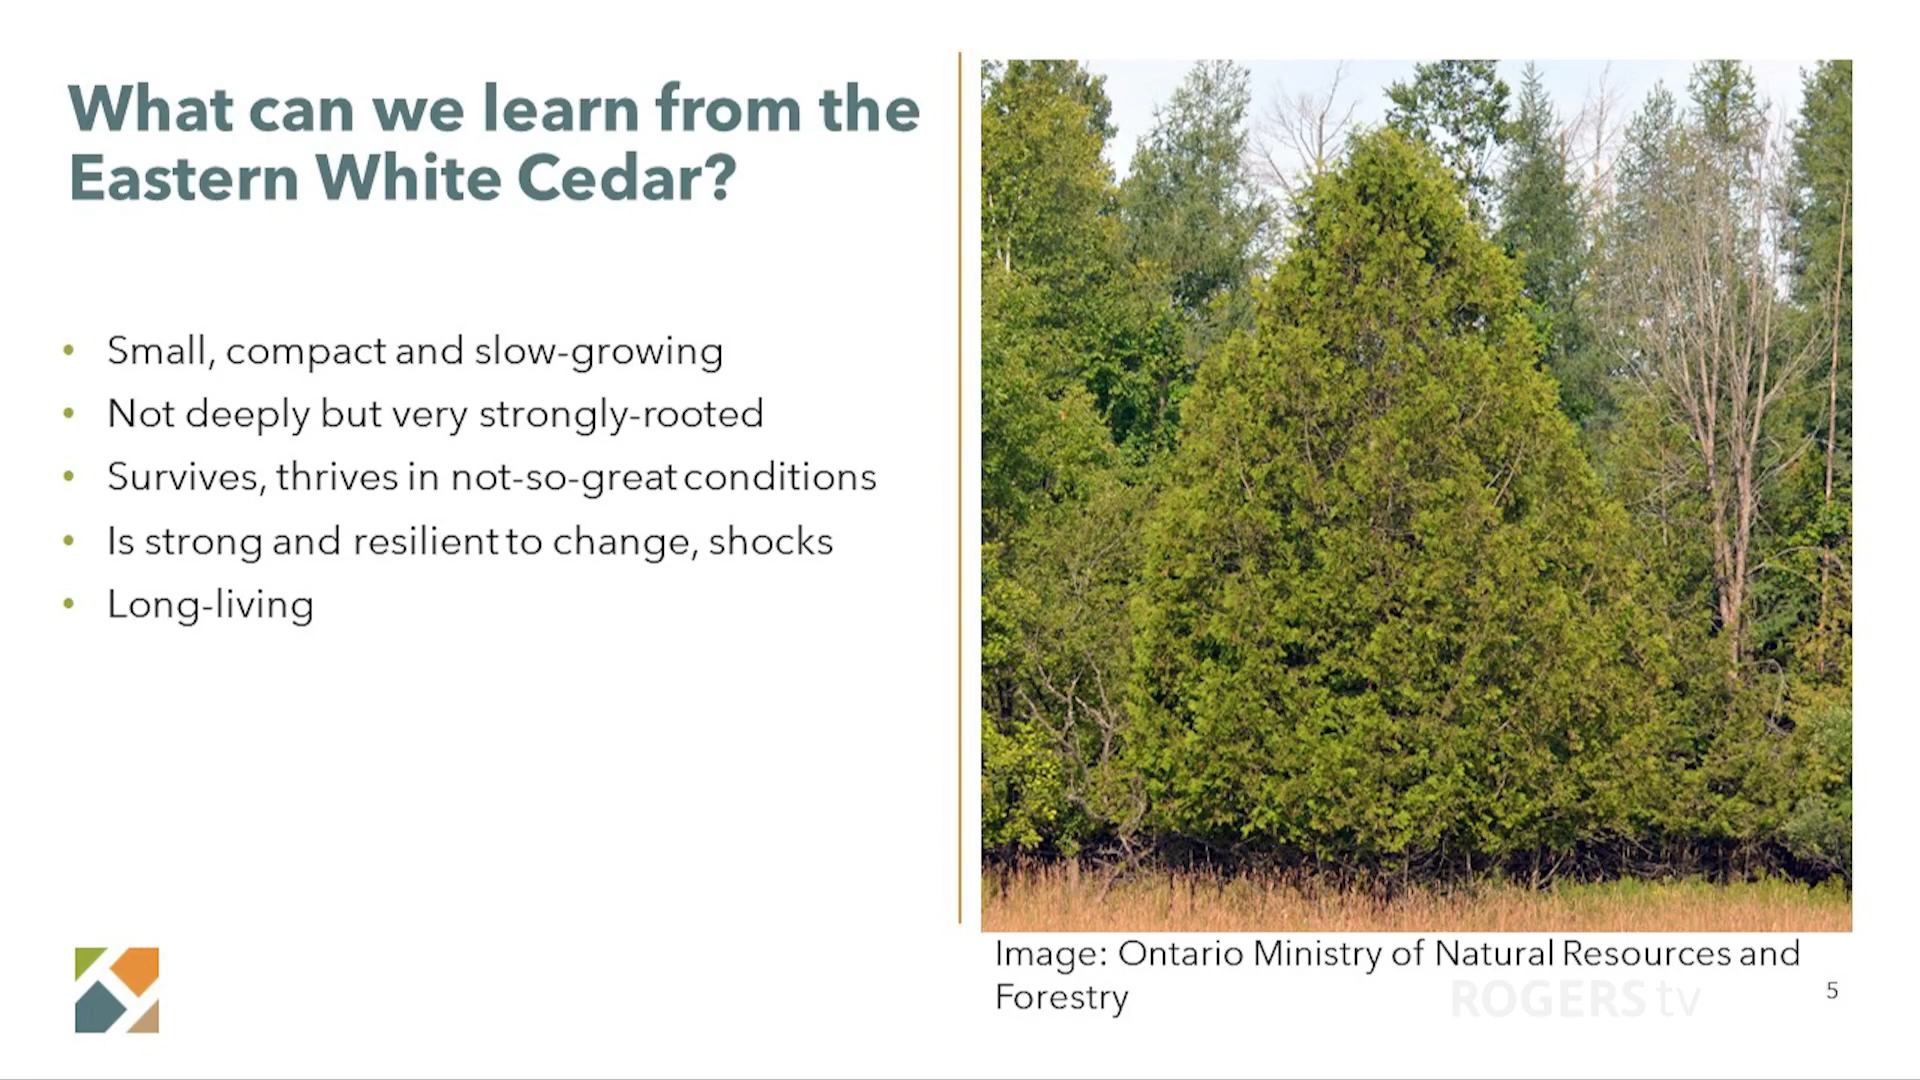 What can we learn from the
Eastern White Cedar?
• Small, compact and slow-growing
• Not deeply but very strongly-rooted
• Survives, thrives in not-so-great conditions
• Is strong and resilient to change, shocks
• Long-living
Image: Ontario Ministry of Natural Resources and
Forestry
ROGERS tv
5